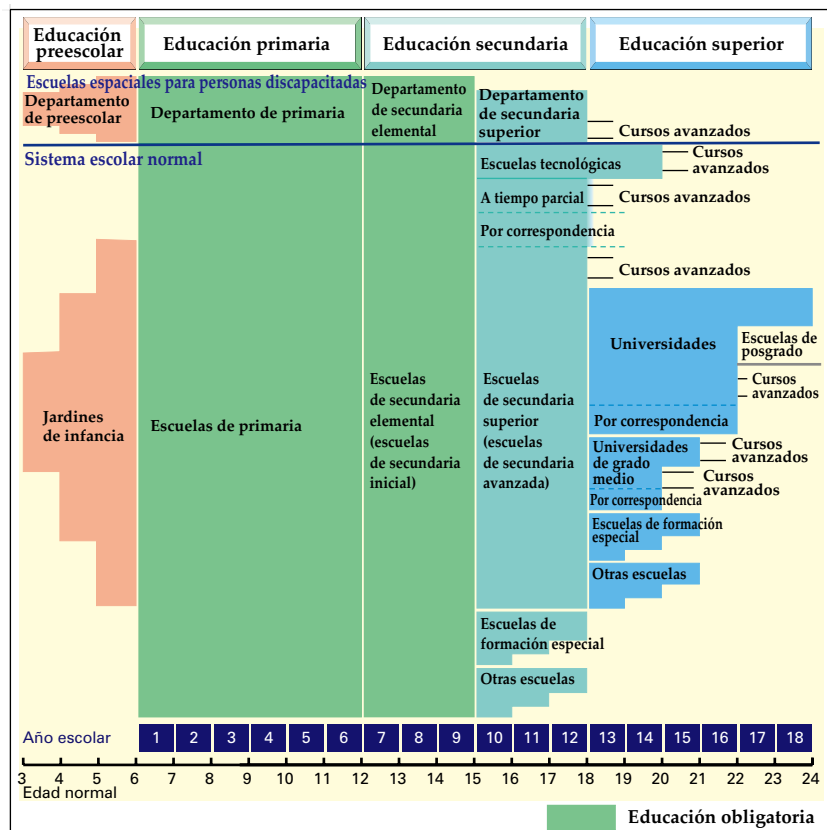 Educación
preescolar
Educación primaria
Educación secundaria
Educación superior
Escuelas espaciales para personas discapacitadas
Departamento
de preescolar
Departamento de primaria
Departamento
de secundaria
elemental
Departamento
de secundaria
superior
Cursos avanzados
Sistema escolar normal
Escuelas tecnológicas
Cursos
avanzados
A tiempo parcial
Cursos avanzados
Por correspondencia
Cursos avanzados
Universidades
Escuelas de
posgrado
Cursos
avanzados
Por correspondencia
Jardines
de infancia
Escuelas de primaria
Escuelas
de secundaria
elemental
(escuelas
de secundaria
inicial)
Escuelas
de secundaria
superior
(escuelas
de secundaria
avanzada)
Universidades
de grado
medio
Cursos
avanzados
Cursos
avanzados
Por correspondencia
Escuelas de formación
especial
Otras escuelas
Escuelas de
formación especial
Otras escuelas
Año escolar 1 2 3 4 5 6 7 8 9 10 11 12 13 14 15 16 17 18
3 4 5 6 7 8 9 10 11 12 13 14 15 16 17 18 19 20 21 22 23 24
Edad normal
Educación obligatoria